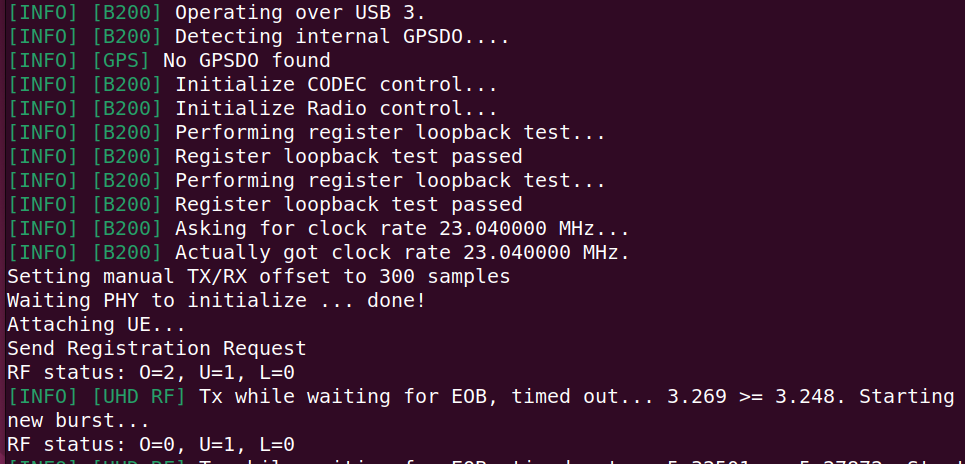 [INFO] [B200] Operating over USB 3.
[INFO] [B200] Detecting internal GPSDO....
[INFO] [GPS] No GPSDO found
[INFO] [B200] Initialize CODEC control...
[INFO] [B200] Initialize Radio control...
[INFO] [B200] Performing register loopback test...
[INFO] [B200] Register loopback test passed
[INFO] [B200] Performing register loopback test...
[INFO] [B200] Register loopback test passed
[INFO] [B200] Asking for clock rate 23.040000 MHz...
[INFO] [B200] Actually got clock rate 23.040000 MHz.
Setting manual TX/RX offset to 300 samples
Waiting PHY to initialize ... done!
Attaching UE...
Send Registration Request
RF status: O=2, U=1, L=0
[INFO] [UHD RF] Tx while waiting for EOB, timed out... 3.269 >= 3.248. Starting
new burst...
RF status: O=0, U=1, L=0